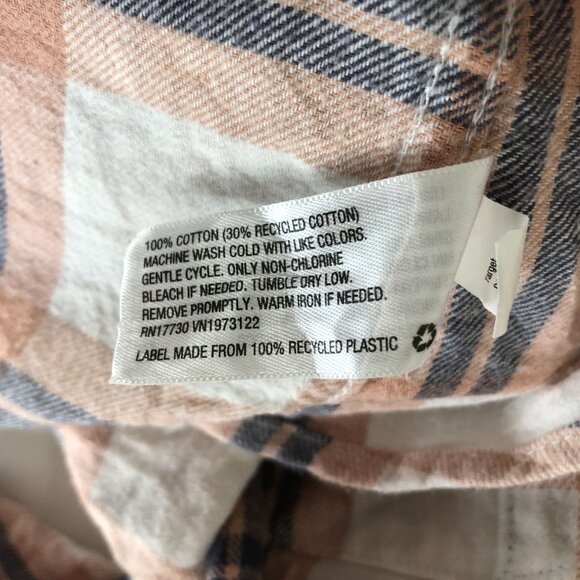 100% COTTON (30% RECYCLED COTTON)
MACHINE WASH COLD WITH LIKE COLORS.
GENTLE CYCLE. ONLY NON-CHLORINE
BLEACH IF NEEDED. TUMBLE DRY LOW.
REMOVE PROMPTLY. WARM IRON IF NEEDED.
RN17730 VN1973122
LABEL MADE FROM 100% RECYCLED PLASTIC